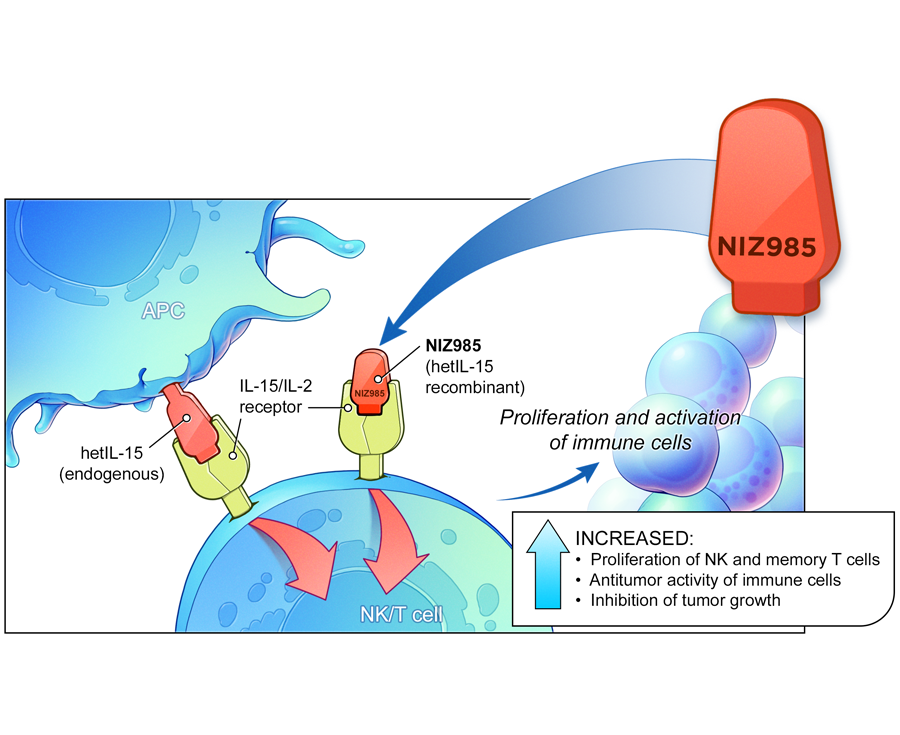 NIZ985
APC
NIZ985
(hetIL-15
recombinant)
IL-15/IL-2
receptor
NIZ985
hetIL-15
(endogenous)
Proliferation and activation
of immune cells
NK/T cell
INCREASED:
• Proliferation of NK and memory T cells
• Antitumor activity of immune cells
• Inhibition of tumor growth